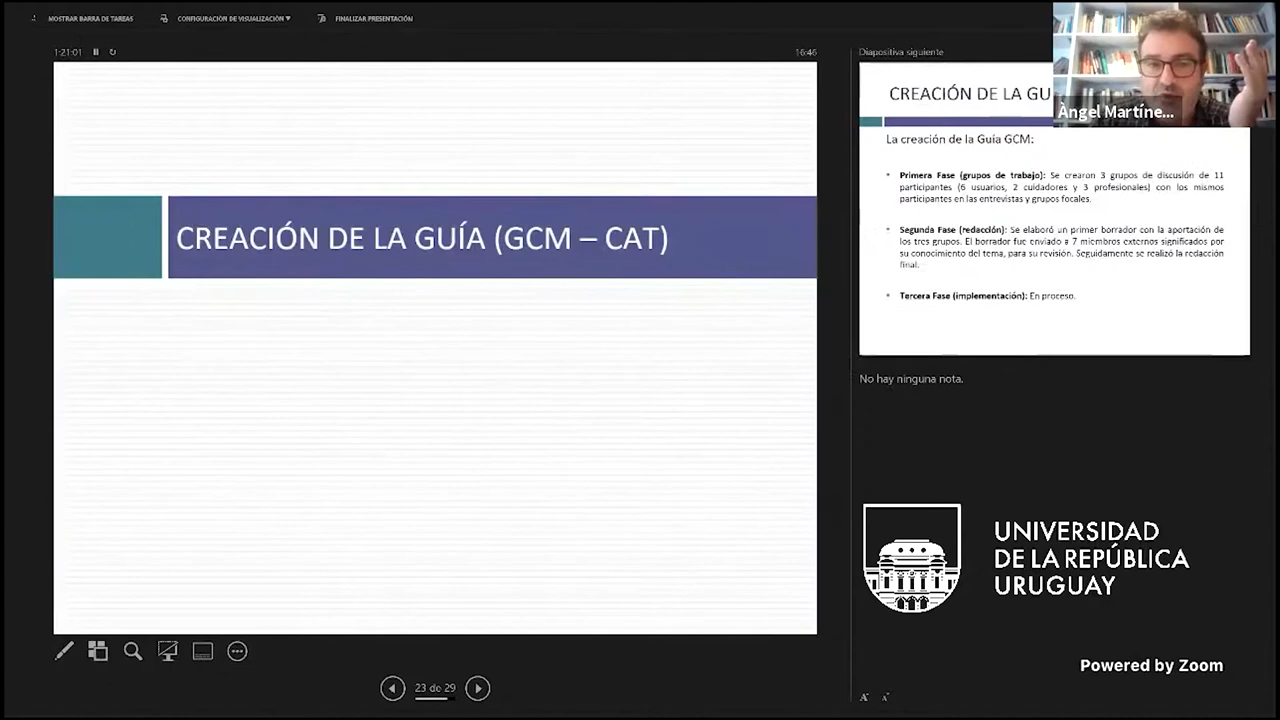 MOSTRAR BARRA DE TAREAS
CONFIGURACIÓN DE VISUALIZACIÓN ▼
FINALIZAR PRESENTACIÓN
1:21:01
16:46
CREACIÓN DE LA GUÍA (GCM – CAT)
23 de 29
Diapositiva siguiente
Àngel Martíne...
CREACIÓN DE LA GU
La creación de la Guía GCM:
Primera Fase (grupos de trabajo): Se crearon 3 grupos de discusión de 11
participantes (6 usuarios, 2 cuidadores y 3 profesionales) con los mismos
participantes en las entrevistas y grupos focales.
Segunda Fase (redacción): Se elaboró un primer borrador con la aportación de
los tres grupos. El borrador fue enviado a 7 miembros externos significados por
su conocimiento del tema, para su revisión. Seguidamente se realizó la redacción
final.
Tercera Fase (implementación): En proceso.
No hay ninguna nota.
UNIVERSIDAD
DE LA REPÚBLICA
URUGUAY
Powered by Zoom
A A